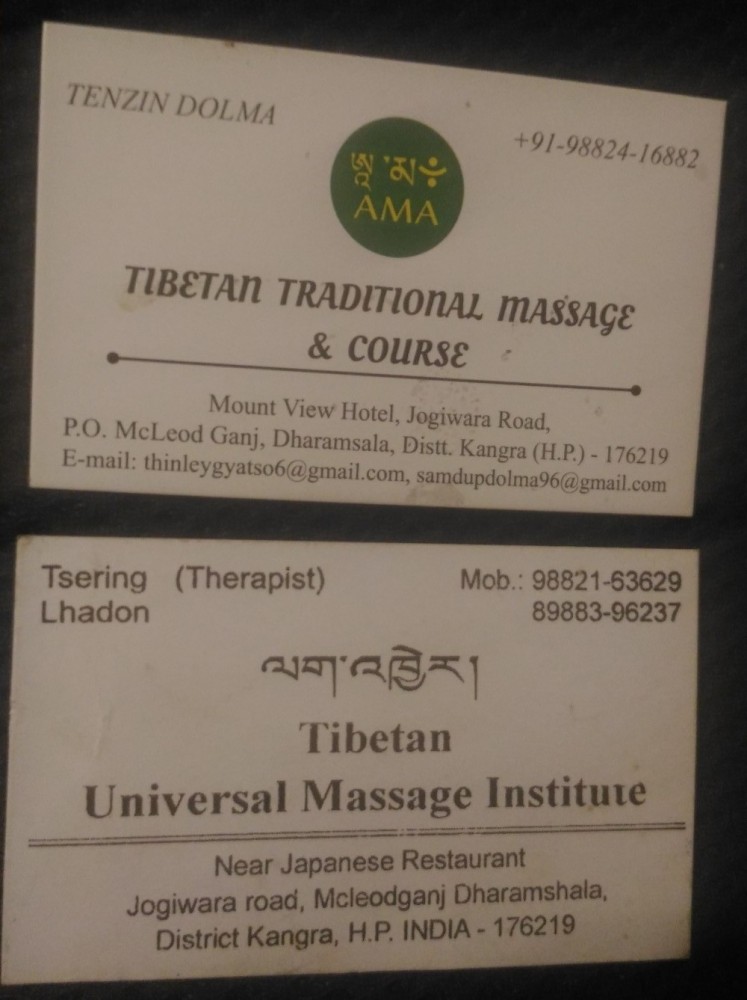 TENZIN DOLMA
+91-98824-16882
AMA
TIBETAN TRADITIONAL MASSAGE
& COURSE
Mount View Hotel, Jogiwara Road,
P.O. McLeod Ganj, Dharamsala, Distt. Kangra (H.P.) - 176219
E-mail: thinleygyatso6@gmail.com, samdupdolma96@gmail.com
Tsering (Therapist)
Lhadon
Mob.: 98821-63629
89883-96237
ལག་འཁྱེར།
Tibetan
Universal Massage Institute
Near Japanese Restaurant
Jogiwara road, Mcleodganj Dharamshala,
District Kangra, H.P. INDIA - 176219